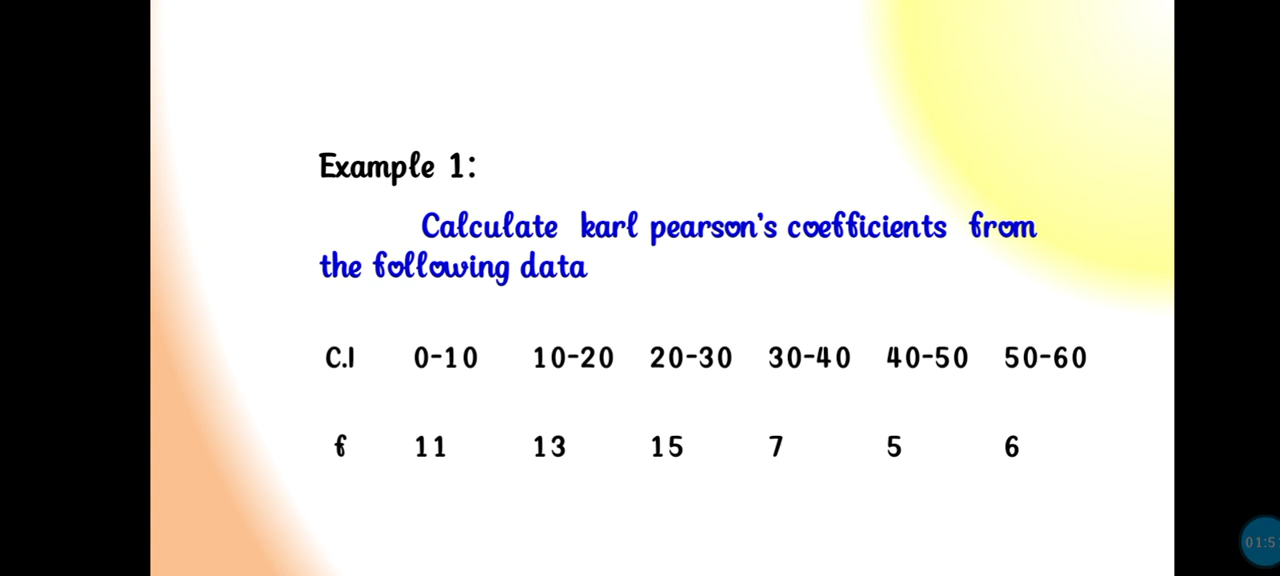 Example 1:
Calculate karl pearson's coefficients from
the following data
C.I 0-10 10-20 20-30 30-40 40-50 50-60
f 11 13 15 7 5 6